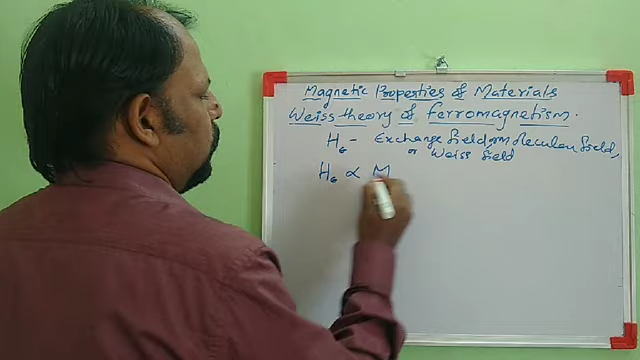 Magnetic Properties of Materials
Weiss theory of ferromagnetism.
He - Exchange field or molecular field,
or Weiss field
He ∝ M